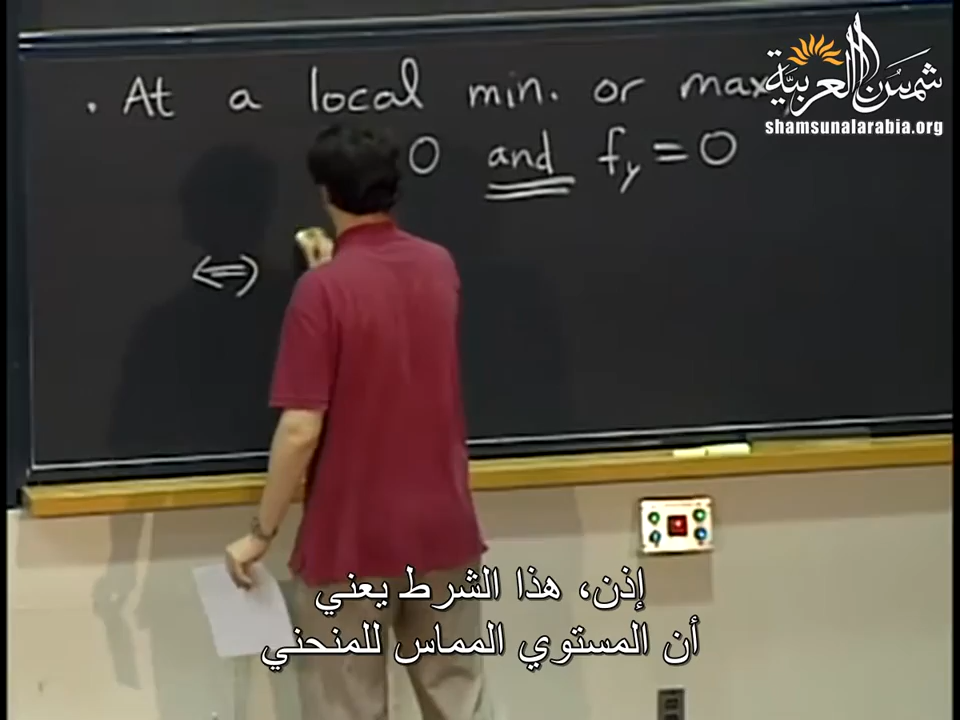 . At a local min. or max
0 and fy = 0
⇔
شمس العربية
shamsunalarabia.org
إذن، هذا الشرط يعني
أن المستوي المماس للمنحني